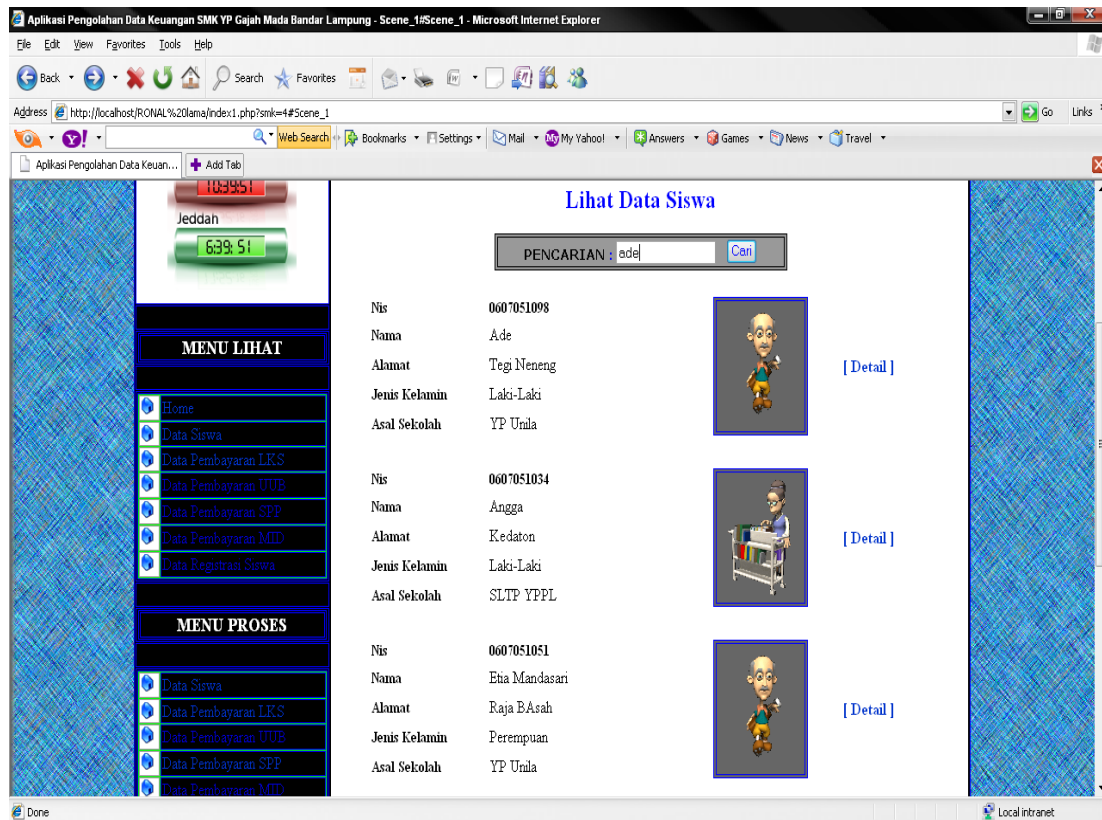 Aplikasi Pengolahan Data Keuangan SMK YP Gajah Mada Bandar Lampung - Scene_1#Scene_1 - Microsoft Internet Explorer
File Edit View Favorites Tools Help
Back Search Favorites
Address http://localhost/RONAL%20lama/index1.php?smk=4#Scene_1 Go Links
Y! Web Search Bookmarks Settings Mail My Yahoo! Answers Games News Travel
Aplikasi Pengolahan Data Keuan... Add Tab
10:39:51
Jeddah
6:39: 51
MENU LIHAT
Home
Data Siswa
Data Pembayaran LKS
Data Pembayaran UUB
Data Pembayaran SPP
Data Pembayaran MID
Data Registrasi Siswa
MENU PROSES
Data Siswa
Data Pembayaran LKS
Data Pembayaran UUB
Data Pembayaran SPP
Data Pembayaran MID
Lihat Data Siswa
PENCARIAN : ade Cari
Nis 0607051098
Nama Ade
Alamat Tegi Neneng [ Detail ]
Jenis Kelamin Laki-Laki
Asal Sekolah YP Unila
Nis 0607051034
Nama Angga
Alamat Kedaton [ Detail ]
Jenis Kelamin Laki-Laki
Asal Sekolah SLTP YPPL
Nis 0607051051
Nama Etia Mandasari
Alamat Raja BAsah [ Detail ]
Jenis Kelamin Perempuan
Asal Sekolah YP Unila
Done Local intranet